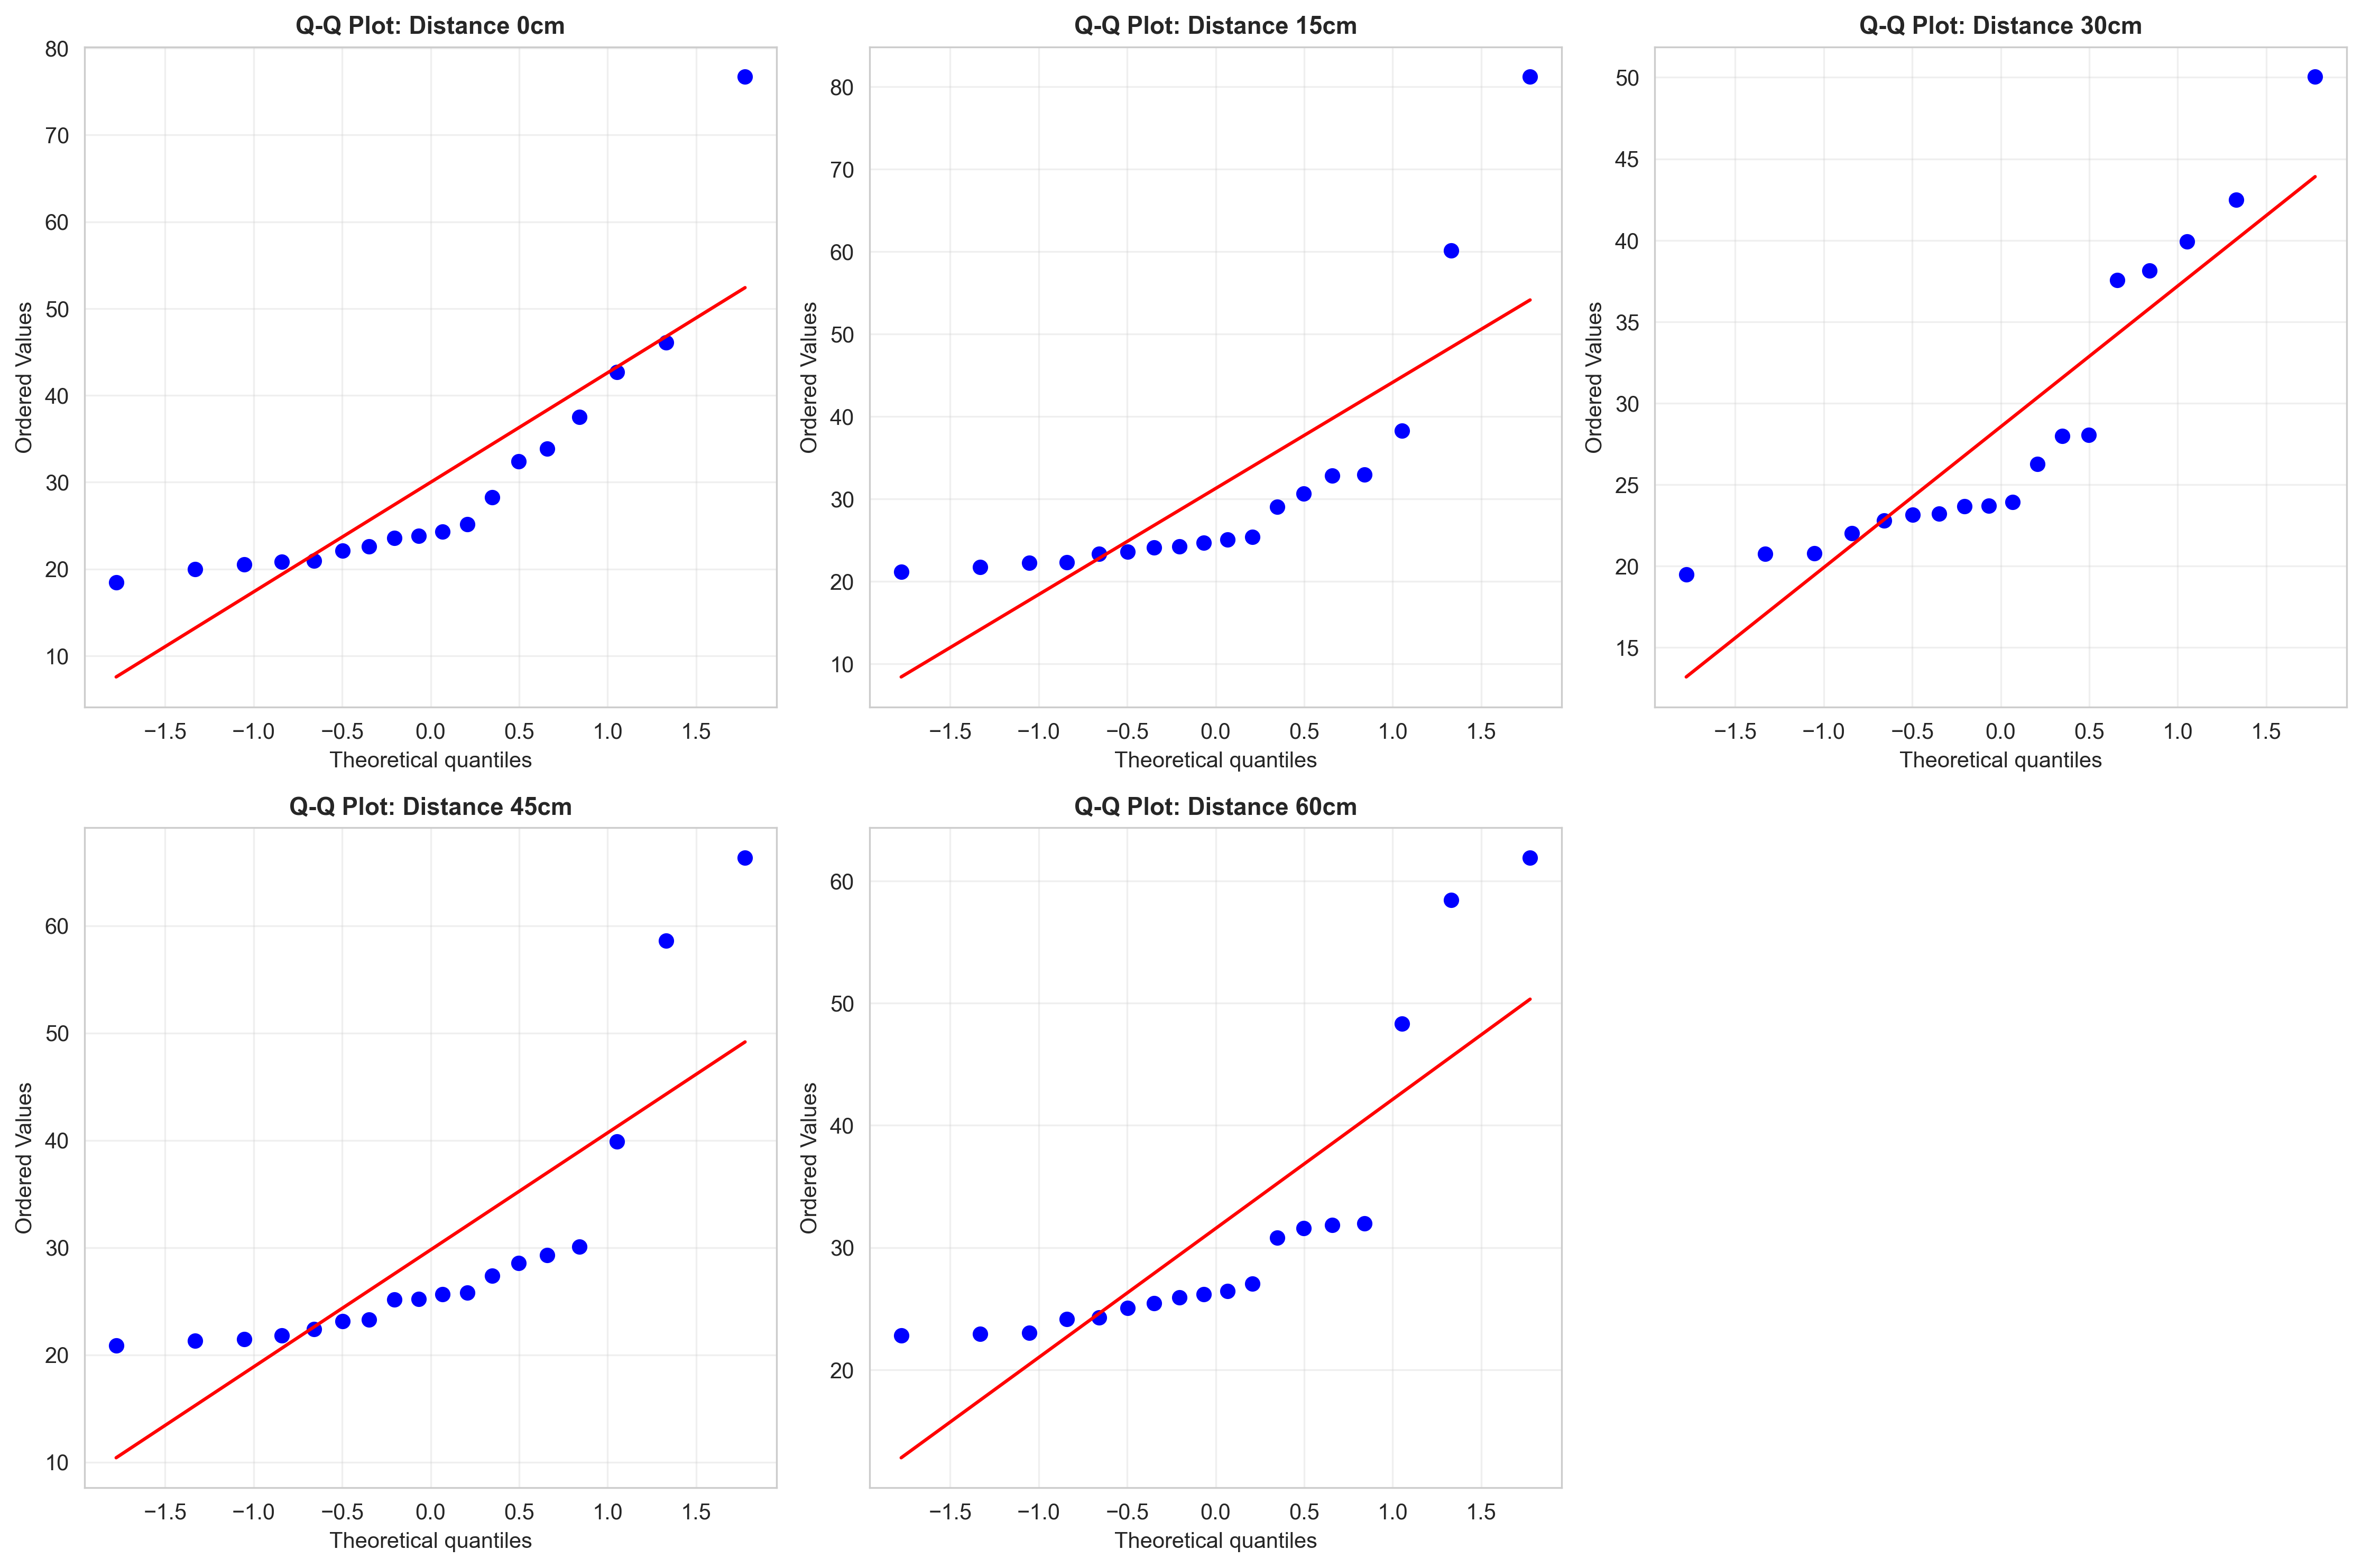 Q-Q Plot: Distance 0cm
80
70
60
50
40
30
20
10
Ordered Values
−1.5 −1.0 −0.5 0.0 0.5 1.0 1.5
Theoretical quantiles
Q-Q Plot: Distance 15cm
80
70
60
50
40
30
20
10
Ordered Values
−1.5 −1.0 −0.5 0.0 0.5 1.0 1.5
Theoretical quantiles
Q-Q Plot: Distance 30cm
50
45
40
35
30
25
20
15
Ordered Values
−1.5 −1.0 −0.5 0.0 0.5 1.0 1.5
Theoretical quantiles
Q-Q Plot: Distance 45cm
60
50
40
30
20
10
Ordered Values
−1.5 −1.0 −0.5 0.0 0.5 1.0 1.5
Theoretical quantiles
Q-Q Plot: Distance 60cm
60
50
40
30
20
Ordered Values
−1.5 −1.0 −0.5 0.0 0.5 1.0 1.5
Theoretical quantiles